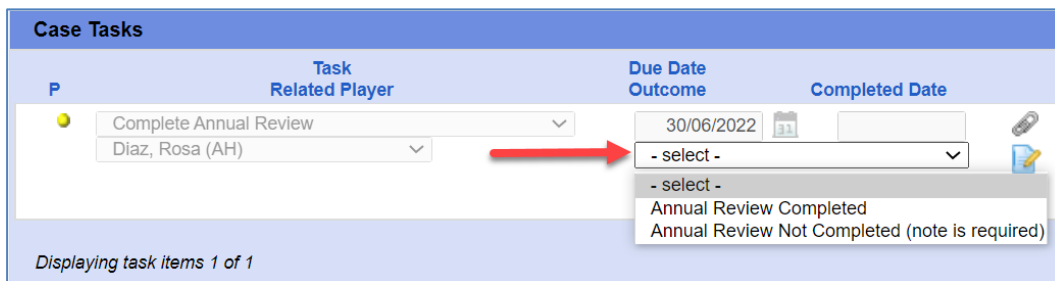 Case Tasks
Task Due Date
P Related Player Outcome Completed Date
Complete Annual Review 30/06/2022 31
Diaz, Rosa (AH) - select -
- select -
Annual Review Completed
Annual Review Not Completed (note is required)
Displaying task items 1 of 1